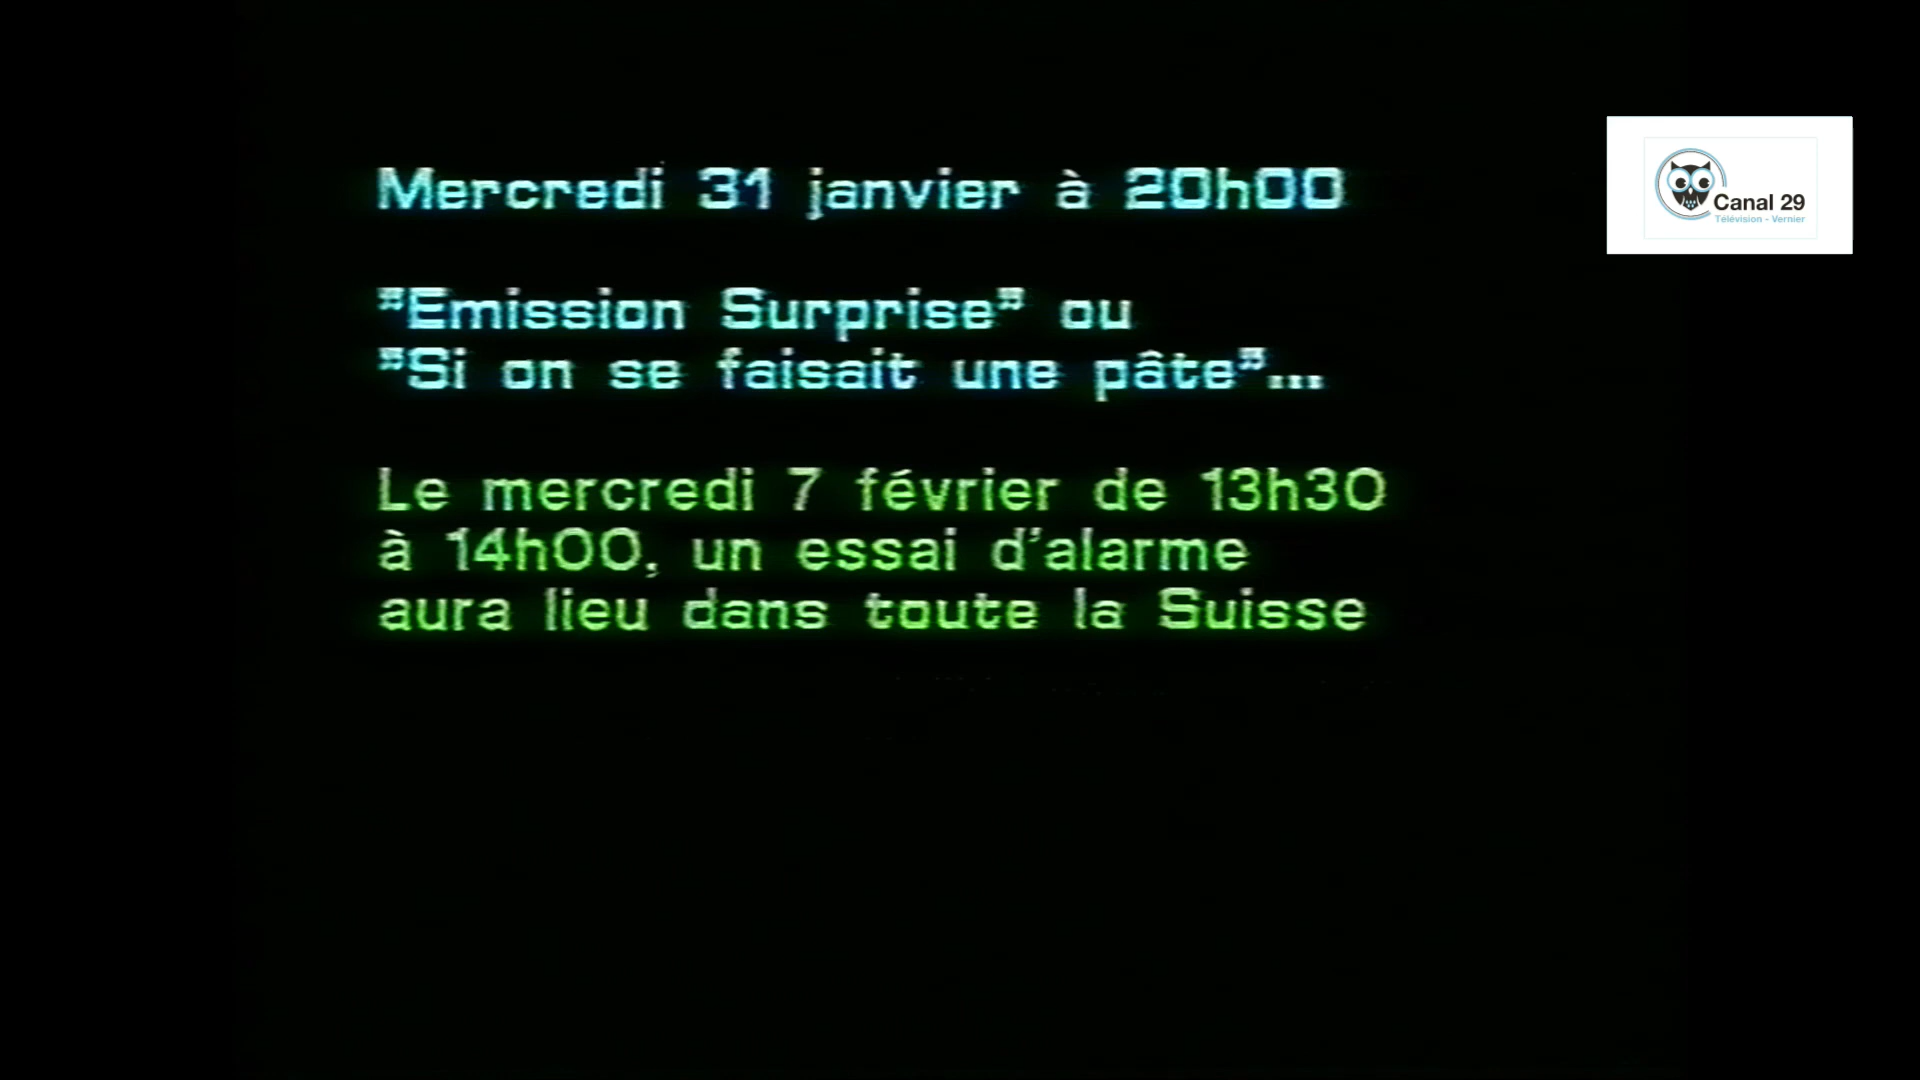 Mercredi 31 janvier à 20h00
"Emission Surprise" ou
"Si on se faisait une pâte"...
Le mercredi 7 février de 13h30
à 14h00, un essai d'alarme
aura lieu dans toute la Suisse
Canal 29
Télévision - Vernier